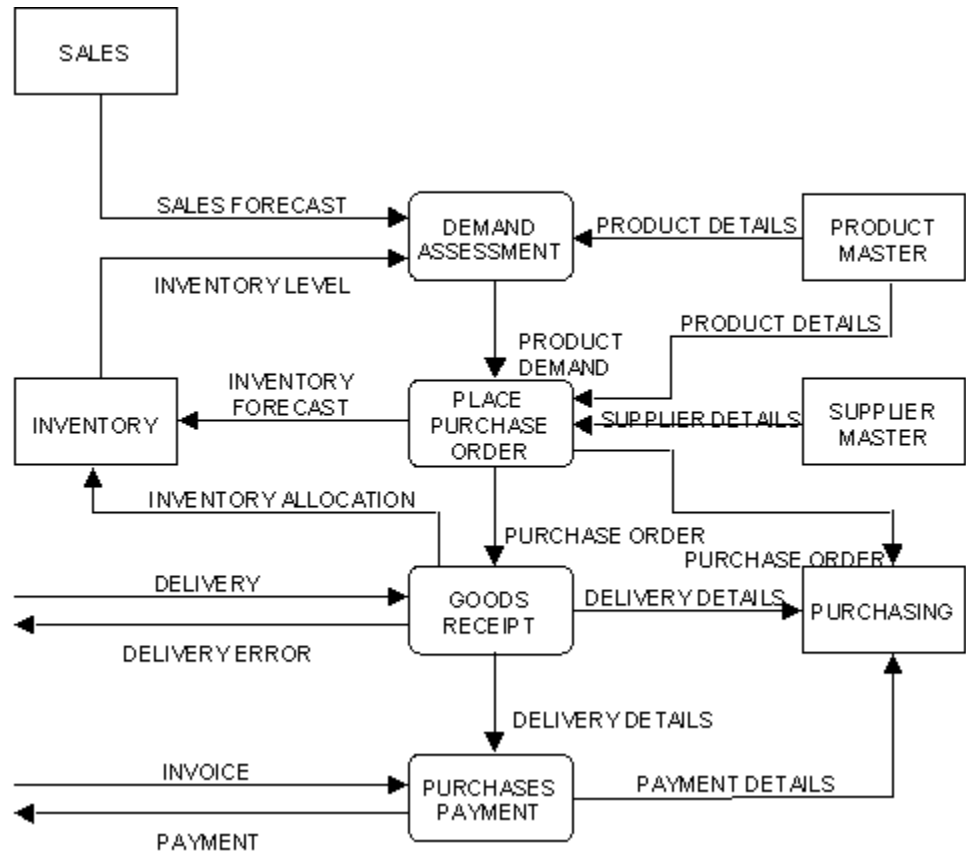 SALES
SALES FORECAST
DEMAND
ASSESSMENT
PRODUCT DETAILS
PRODUCT
MASTER
INVENTORY LEVEL
PRODUCT
DEMAND
PRODUCT DETAILS
INVENTORY
FORECAST
INVENTORY
PLACE
PURCHASE
ORDER
SUPPLIER DETAILS
SUPPLIER
MASTER
INVENTORY ALLOCATION
PURCHASE ORDER
PURCHASE ORDER
DELIVERY
GOODS
RECEIPT
DELIVERY DETAILS
PURCHASING
DELIVERY ERROR
DELIVERY DETAILS
INVOICE
PURCHASES
PAYMENT
PAYMENT DETAILS
PAYMENT